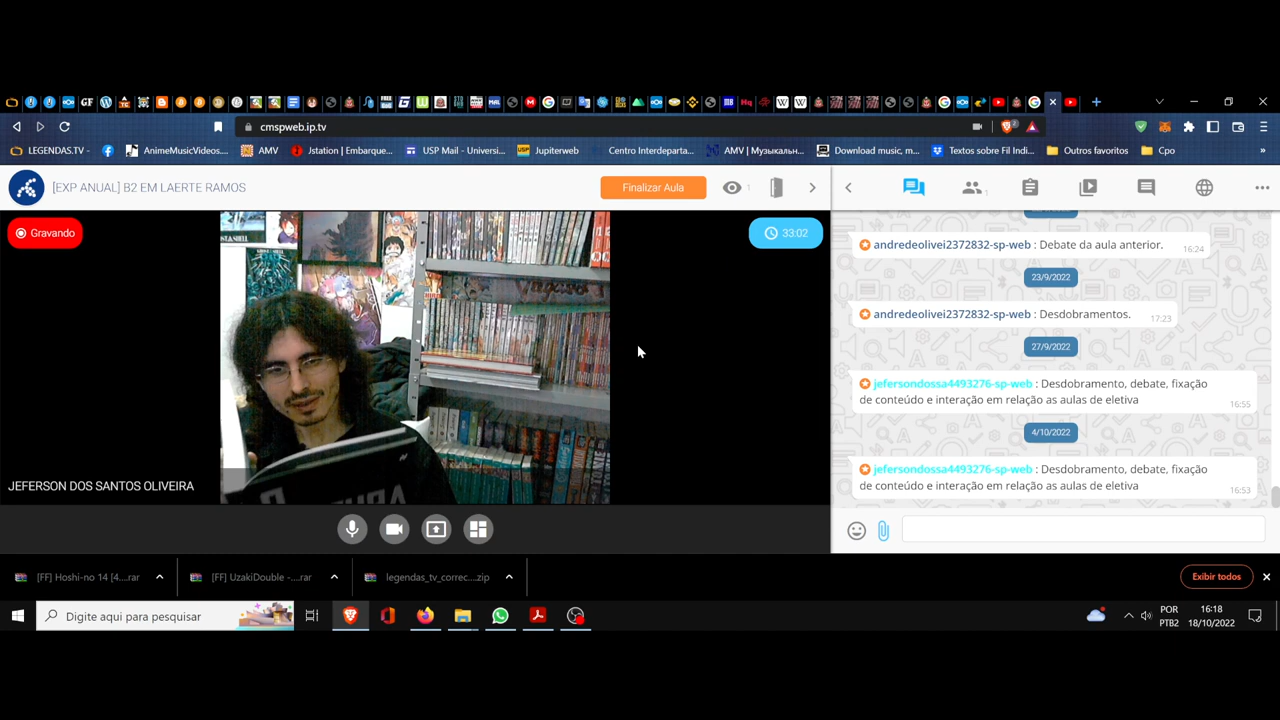 cmspweb.ip.tv
2
LEGENDAS.TV -
AnimeMusicVideos...
AMV
Jstation | Embarque...
USP Mail - Universi...
Jupiterweb
Centro Interdeparta...
AMV | Музыкальн...
Download music, m...
Textos sobre Fil Indi...
Outros favoritos
Cpo
»
[EXP ANUAL] B2 EM LAERTE RAMOS
Finalizar Aula
1
1
Gravando
33:02
JEFERSON DOS SANTOS OLIVEIRA
andredeolivei2372832-sp-web : Debate da aula anterior.
16:24
23/9/2022
andredeolivei2372832-sp-web : Desdobramentos.
17:23
27/9/2022
jefersondossa4493276-sp-web : Desdobramento, debate, fixação
de conteúdo e interação em relação as aulas de eletiva
16:55
4/10/2022
jefersondossa4493276-sp-web : Desdobramento, debate, fixação
de conteúdo e interação em relação as aulas de eletiva
16:53
[FF] Hoshi-no 14 [4....rar
[FF] UzakiDouble -....rar
legendas_tv_correc....zip
Exibir todos
Digite aqui para pesquisar
POR
PTB2
16:18
18/10/2022